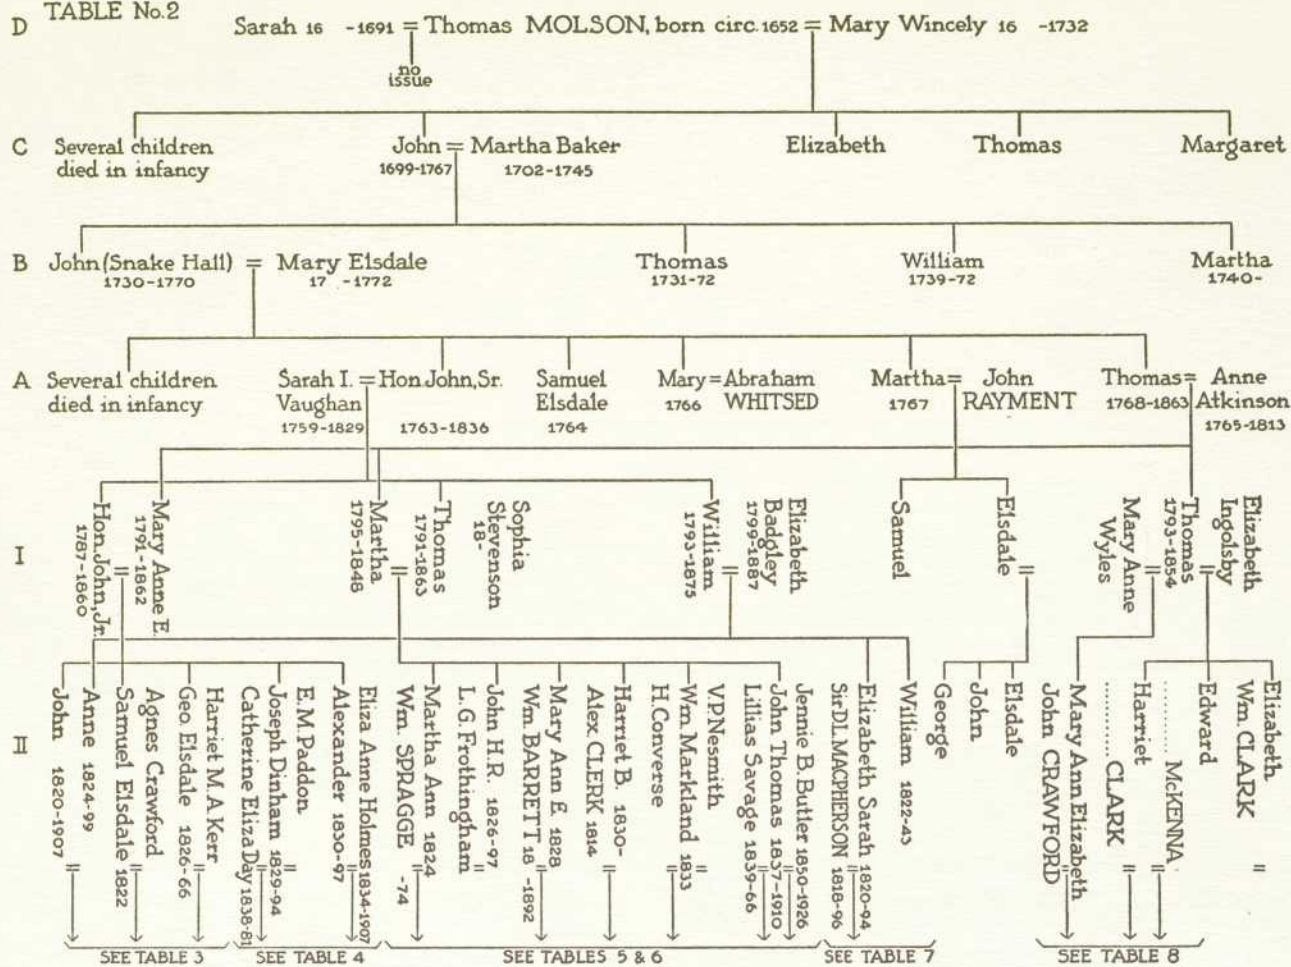 TABLE No.2
D Sarah 16 -1691 = Thomas MOLSON, born circ. 1652 = Mary Wincely 16 -1732
no
issue
C Several children John = Martha Baker Elizabeth Thomas Margaret
died in infancy 1699-1767 1702-1745
B John (Snake Hall) = Mary Elsdale Thomas William Martha
1730-1770 17 -1772 1731-72 1739-72 1740-
A Several children Sarah I. = Hon John, Sr. Samuel Mary = Abraham Martha = John Thomas = Anne
died in infancy Vaughan Elsdale 1766 WHITSED 1767 RAYMENT 1768-1863 Atkinson
1759-1829 1763-1836 1764 1765-1813
I
Hon. John, Jr.
1787-1860
=
Mary Anne E.
1791-1862
Martha
1795-1848
=
Thomas
1791-1863
Sophia
Stevenson
18-
William
1793-1875
=
Elizabeth
Badgley
1799-1887
Samuel
Elsdale
=
Mary Anne
Wyles
=
Thomas
1793-1854
=
Elizabeth
Ingolsby
II
John 1820-1907
=
Anne 1824-99
Samuel Elsdale 1822
Agnes Crawford
Geo. Elsdale 1826-66
=
Harriet M.A. Kerr
Catherine Eliza Day 1838-81
=
Joseph Dinham 1829-94
=
E.M. Paddon
Alexander 1830-97
=
Eliza Anne Holmes 1834-1907
Wm. SPRAGGE -74
=
Martha Ann 1824
L.G. Frothingham
=
John H.R. 1826-97
Wm. BARRETT 18 -1892
=
Mary Ann E. 1828
Alex. CLERK 1814
=
Harriet B. 1830-
H. Converse
=
Wm. Markland 1833
=
V.P. Nesmith
Lillias Savage 1839-66
=
John Thomas 1837-1910
=
Jennie B. Butler 1850-1926
Sir D.L. MACPHERSON 1818-96
=
Elizabeth Sarah 1820-94
William 1822-43
George
John
Elsdale
John CRAWFORD
=
Mary Ann Elizabeth
.......... CLARK
=
Harriet
=
.......... McKENNA
Edward
Wm. CLARK
=
Elizabeth
SEE TABLE 3 SEE TABLE 4 SEE TABLES 5 & 6 SEE TABLE 7 SEE TABLE 8